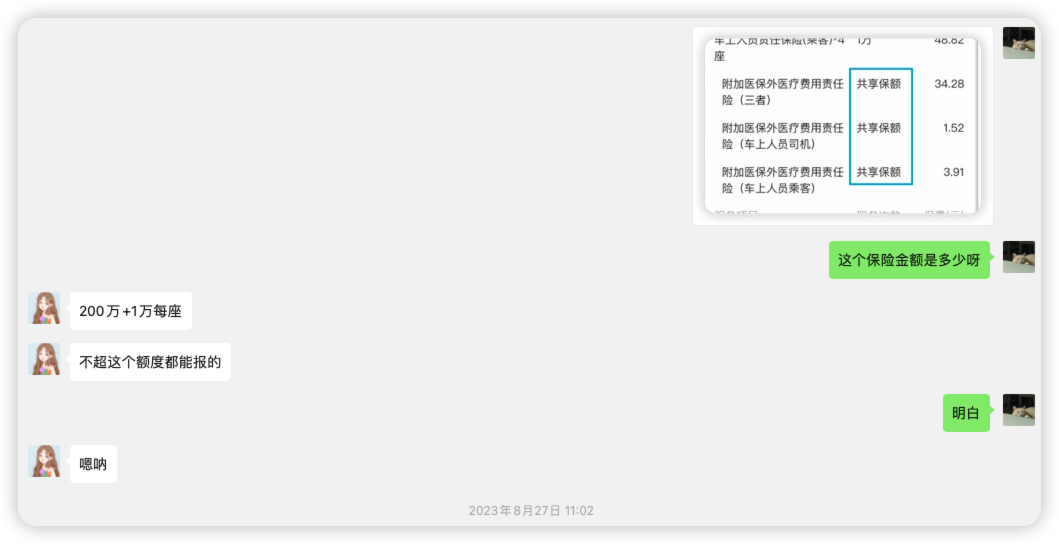 车上人员责任保险(乘客)*4 1万 48.82
座
附加医保外医疗费用责任 共享保额 34.28
险（三者）
附加医保外医疗费用责任 共享保额 1.52
险（车上人员司机）
附加医保外医疗费用责任 共享保额 3.91
险（车上人员乘客）
这个保险金额是多少呀
200万+1万每座
不超这个额度都能报的
明白
嗯呐
2023年8月27日 11:02